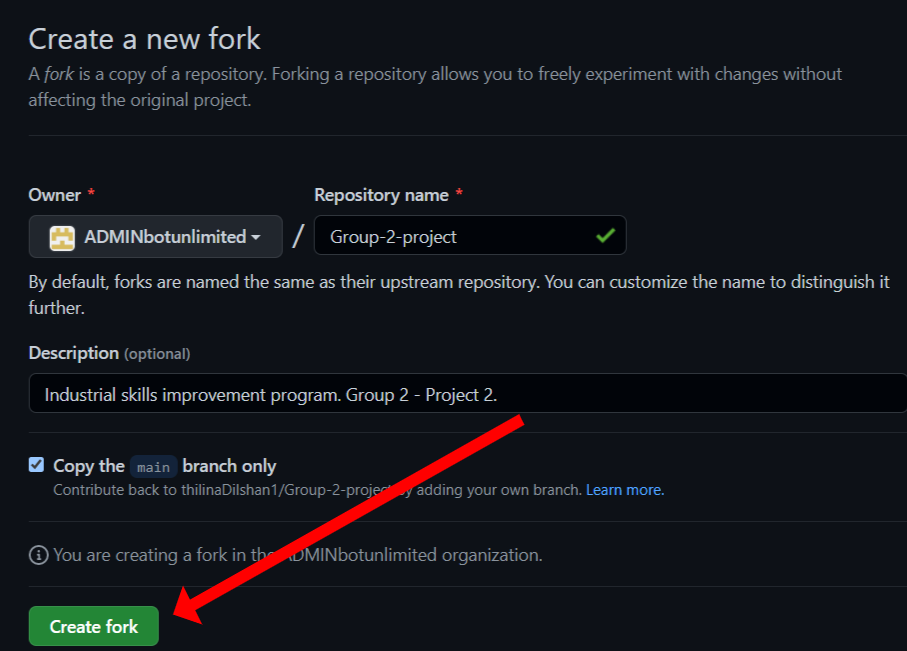 Create a new fork
A fork is a copy of a repository. Forking a repository allows you to freely experiment with changes without
affecting the original project.
Owner * Repository name *
ADMINbotunlimited / Group-2-project
By default, forks are named the same as their upstream repository. You can customize the name to distinguish it
further.
Description (optional)
Industrial skills improvement program. Group 2 - Project 2.
Copy the main branch only
Contribute back to thilinaDilshan1/Group-2-project by adding your own branch. Learn more.
You are creating a fork in the ADMINbotunlimited organization.
Create fork